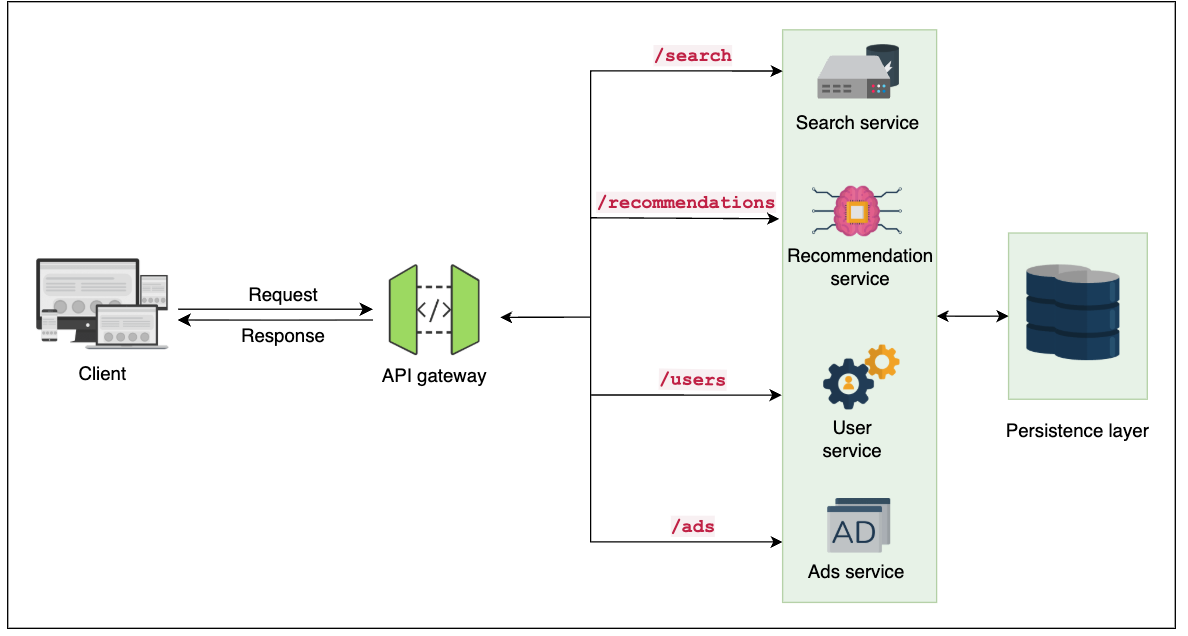 /search
Search service
/recommendations
Recommendation
service
Request
Response
Client
</>
API gateway
/users
User
service
Persistence layer
/ads
AD
Ads service